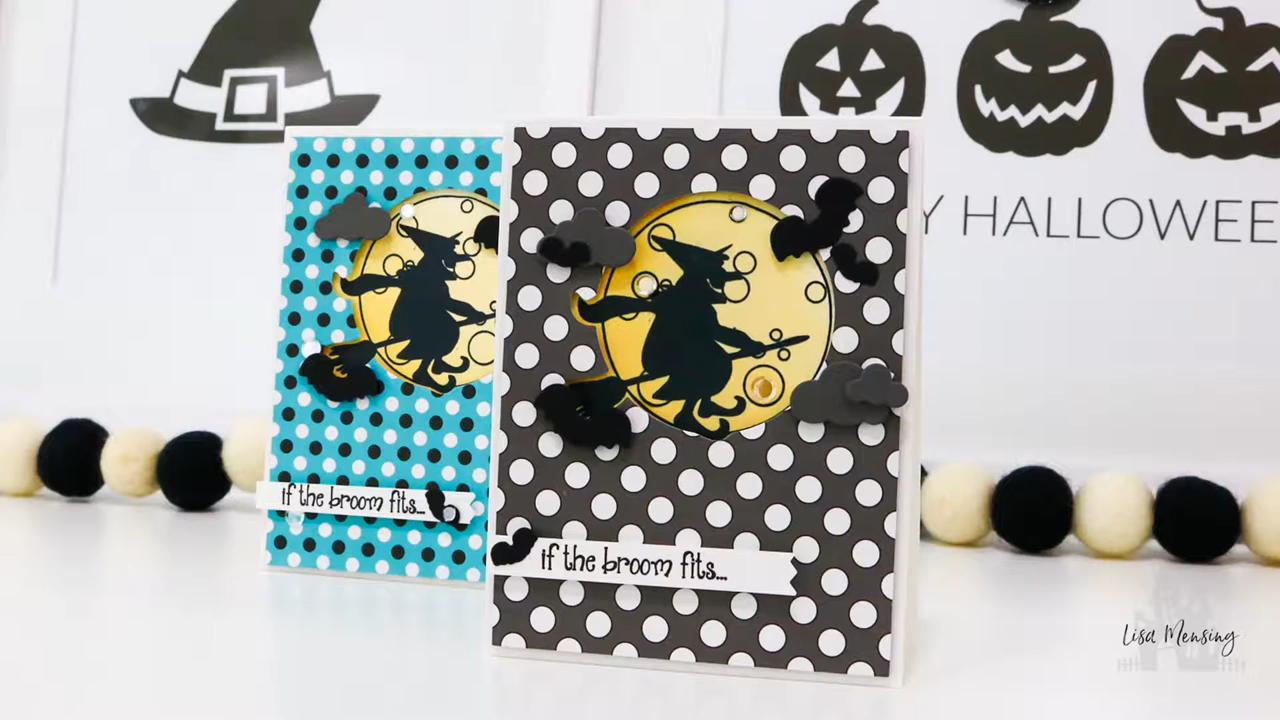 Y HALLOWEE
if the broom fits...
if the broom fits...
Lisa Mensing